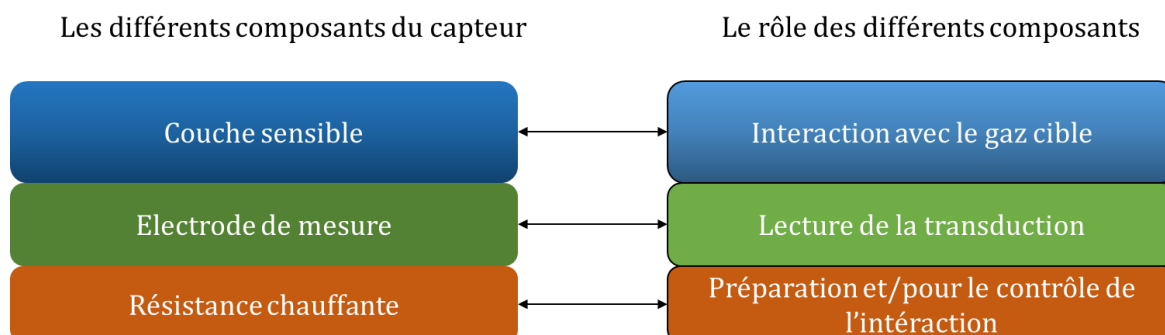 Les différents composants du capteur
Le rôle des différents composants
Couche sensible
Interaction avec le gaz cible
Electrode de mesure
Lecture de la transduction
Résistance chauffante
Préparation et/pour le contrôle de
l'intéraction